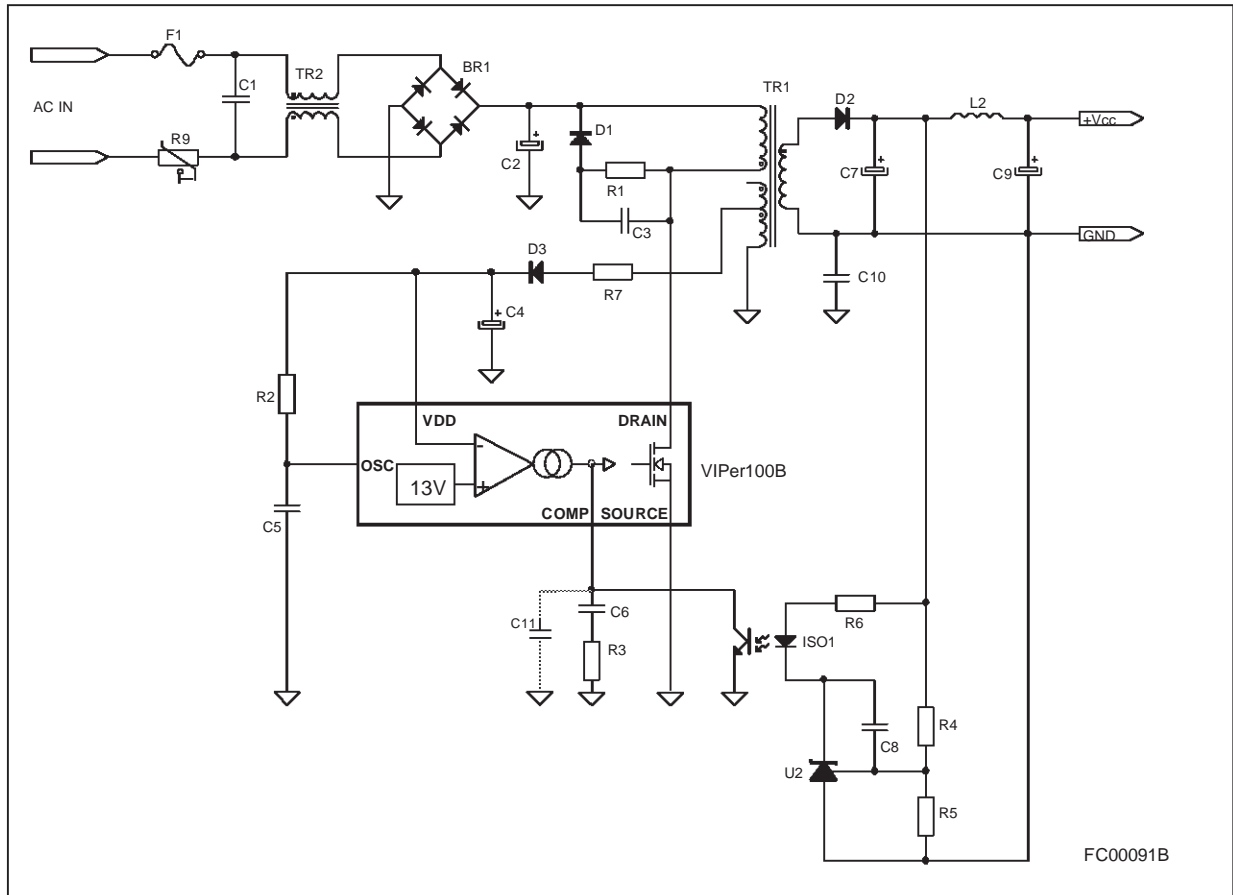 F1
BR1
TR2
C1
TR1
D2
L2
AC IN
+Vcc
D1
R9
C2
C7
C9
R1
C3
GND
D3
C10
R7
C4
R2
VDD
DRAIN
OSC
-
VIPer100B
13V
+
C5
COMP
SOURCE
C11
C6
R6
ISO1
R3
R4
C8
U2
R5
FC00091B